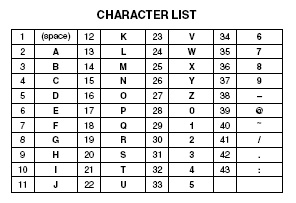 CHARACTER LIST
1 (space) 12 K 23 V 34 6
2 A 13 L 24 W 35 7
3 B 14 M 25 X 36 8
4 C 15 N 26 Y 37 9
5 D 16 O 27 Z 38 –
6 E 17 P 28 0 39 @
7 F 18 Q 29 1 40 ~
8 G 19 R 30 2 41 /
9 H 20 S 31 3 42 .
10 I 21 T 32 4 43 :
11 J 22 U 33 5